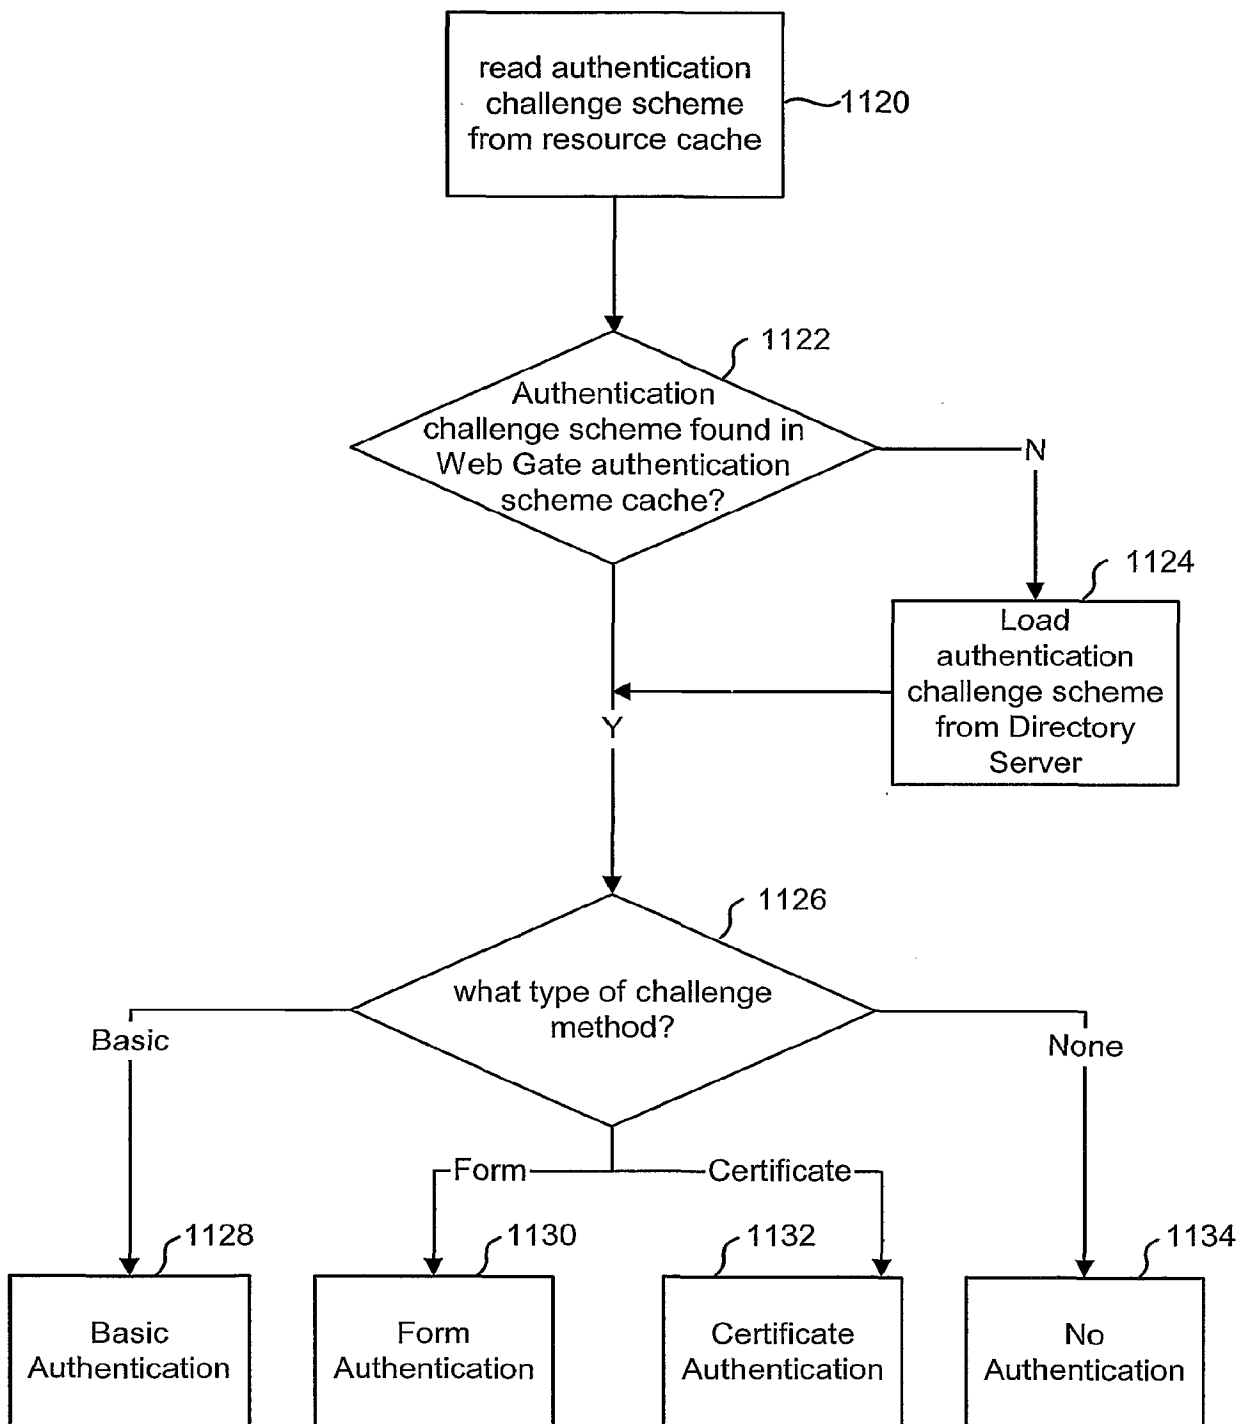 read authentication
challenge scheme
from resource cache
1120
1122
Authentication
challenge scheme found in
Web Gate authentication
scheme cache?
N
1124
Load
authentication
challenge scheme
from Directory
Server
Y
1126
what type of challenge
method?
Basic
None
Form
Certificate
1128
1130
1132
1134
Basic
Authentication
Form
Authentication
Certificate
Authentication
No
Authentication